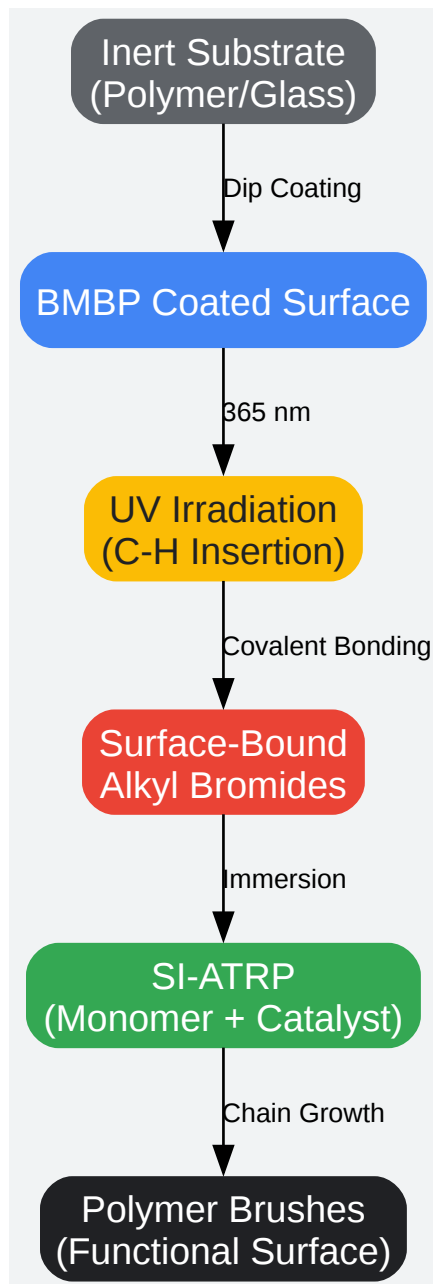 Inert Substrate
(Polymer/Glass)
Dip Coating
BMBP Coated Surface
365 nm
UV Irradiation
(C-H Insertion)
Covalent Bonding
Surface-Bound
Alkyl Bromides
Immersion
SI-ATRP
(Monomer + Catalyst)
Chain Growth
Polymer Brushes
(Functional Surface)